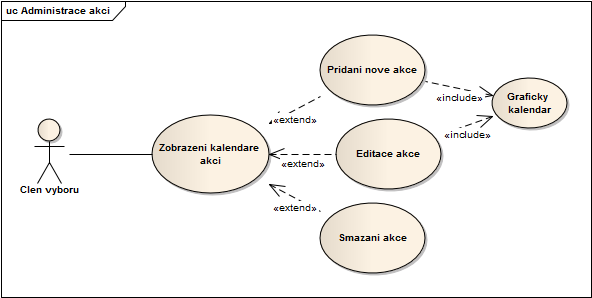 uc Administrace akci
Pridani nove akce
«include»
Graficky
kalendar
«extend»
«include»
Zobrazeni kalendare
akci
Editace akce
«extend»
Clen vyboru
«extend»
Smazani akce